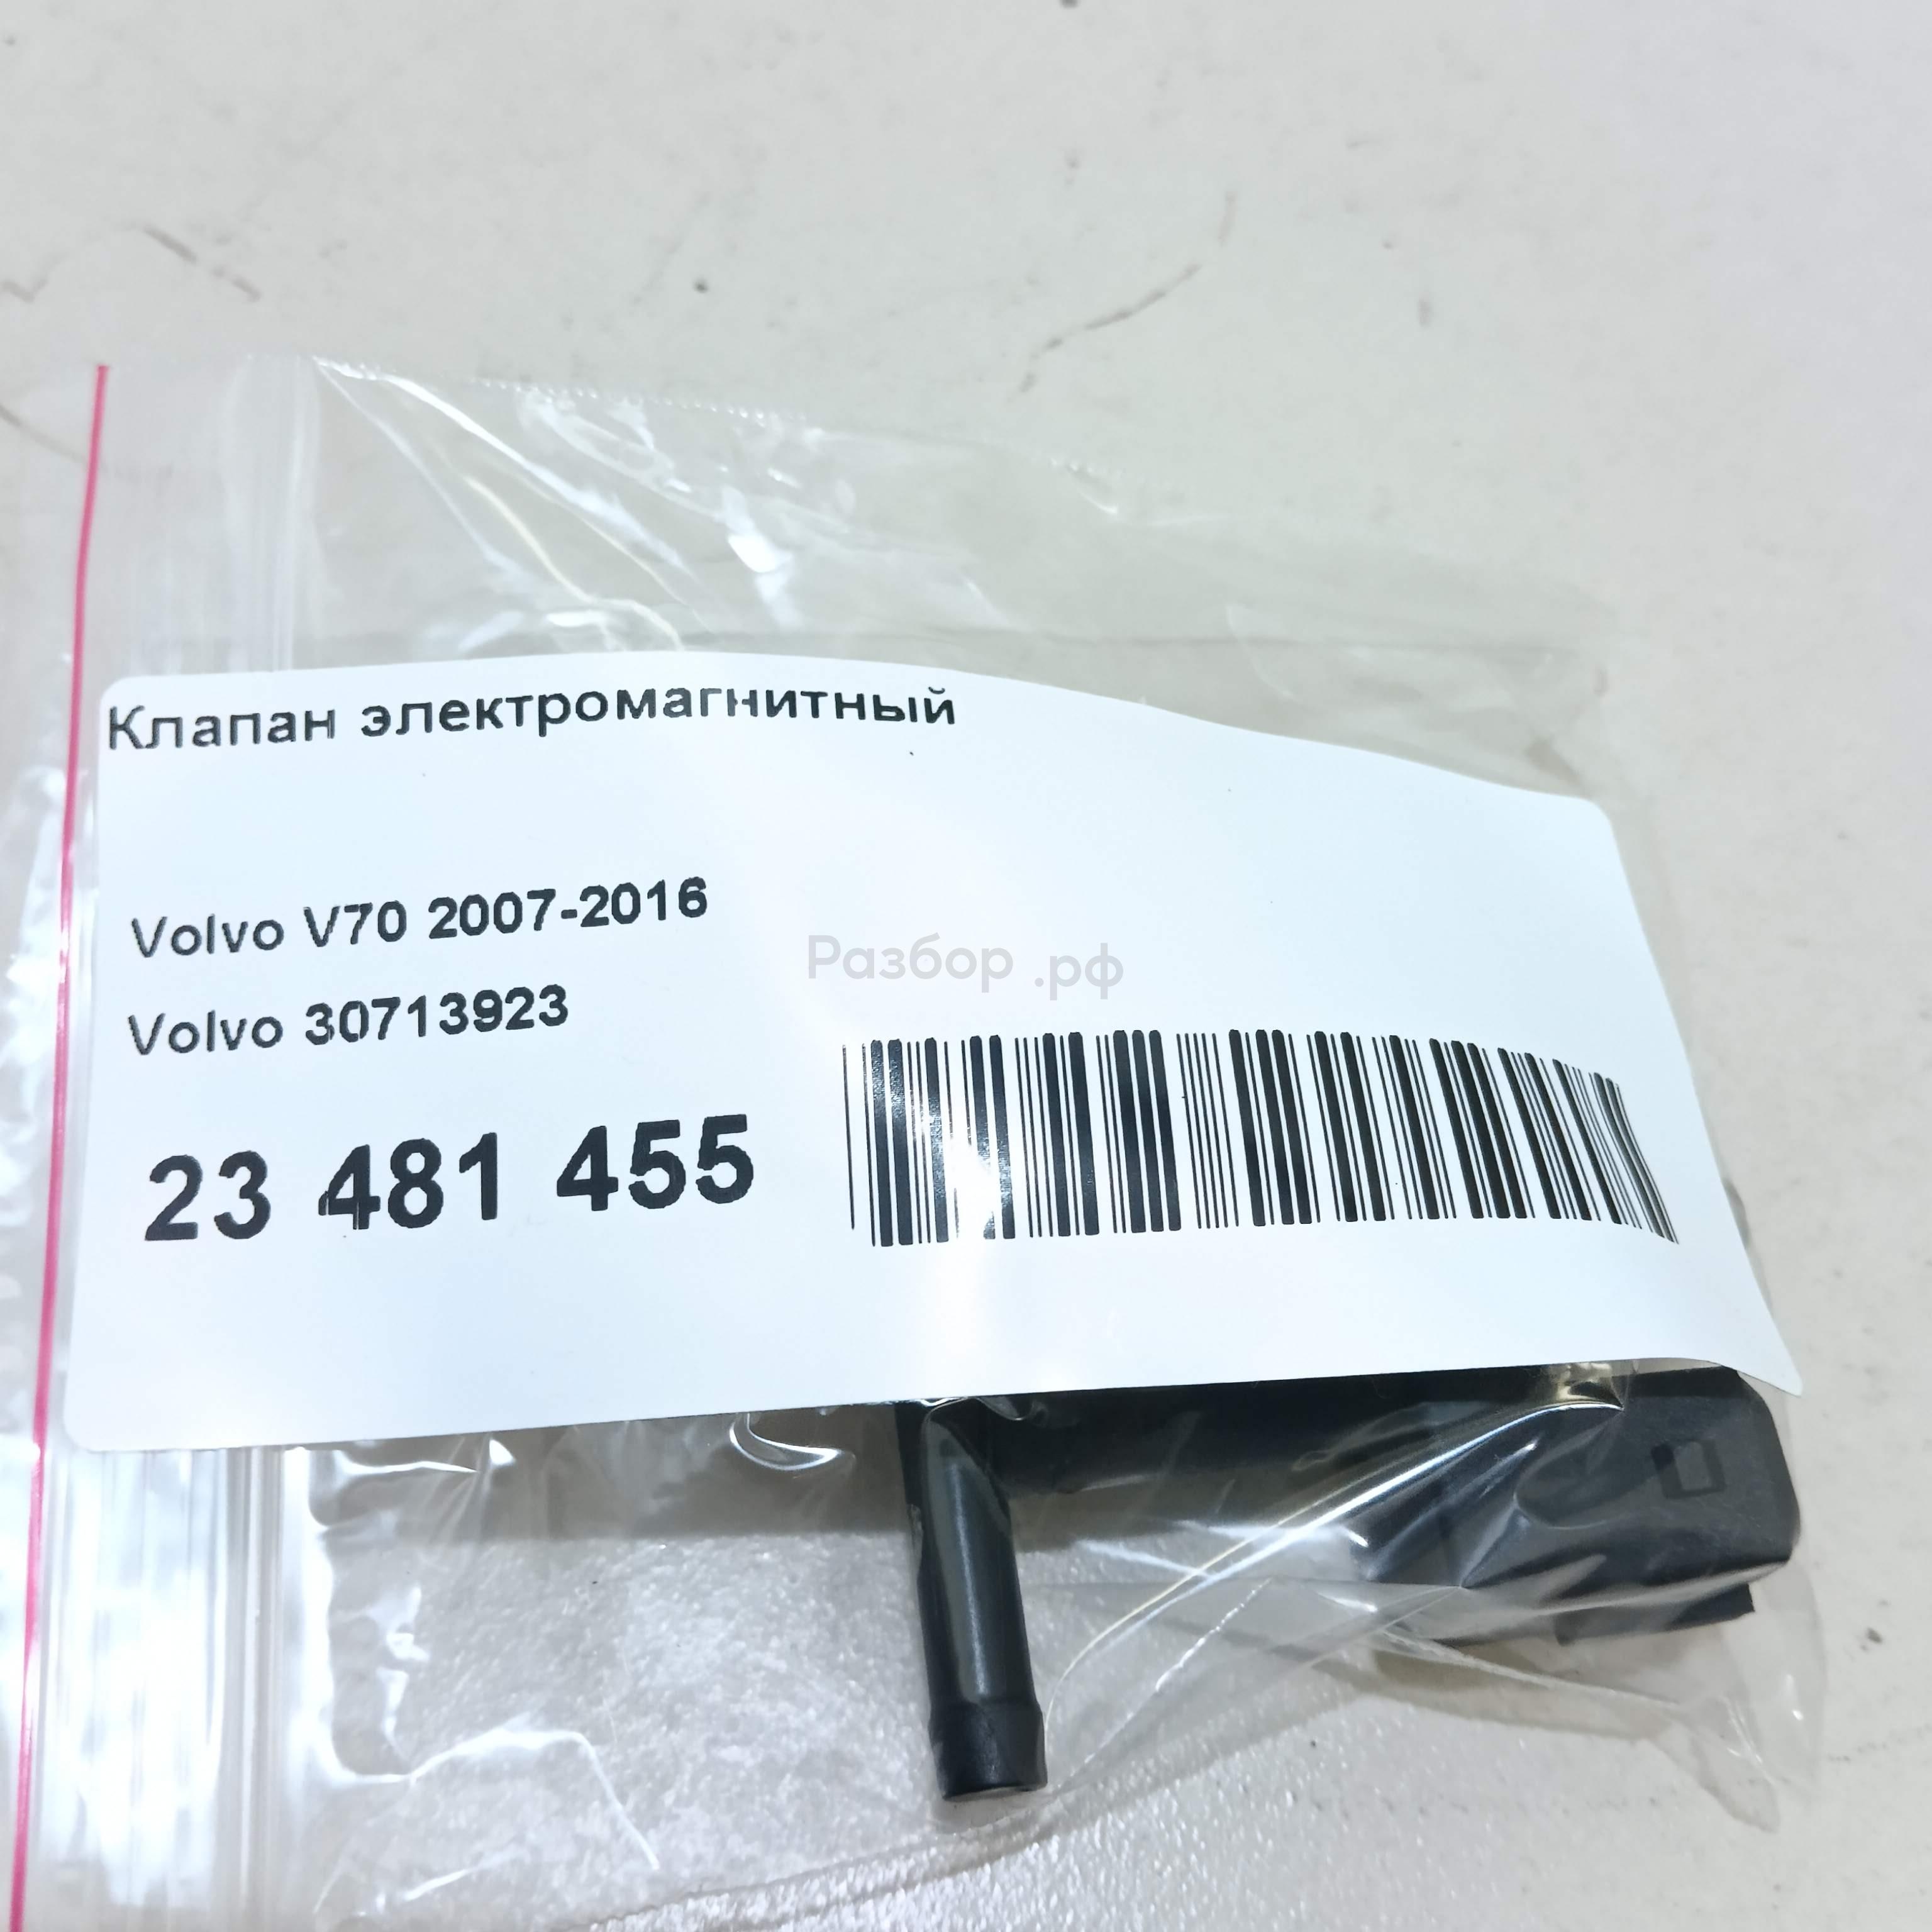 Клапан электромагнитный
Volvo V70 2007-2016
Разбор .рф
Volvo 30713923
23 481 455